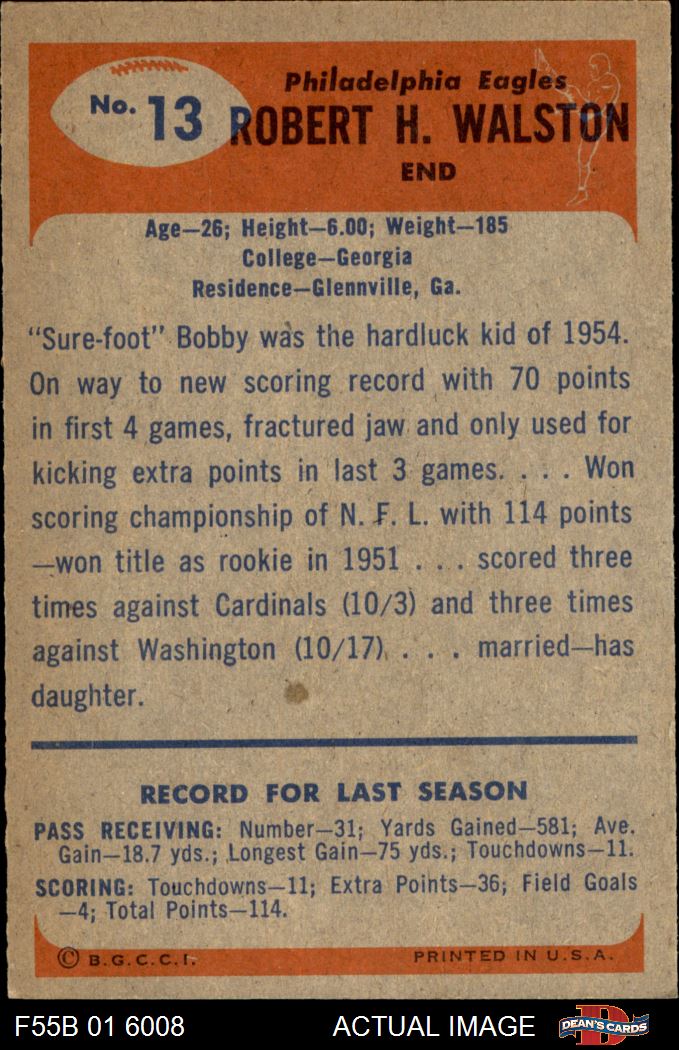 No. 13
Philadelphia Eagles
ROBERT H. WALSTON
END
Age—26; Height—6.00; Weight—185
College—Georgia
Residence—Glennville, Ga.
“Sure-foot” Bobby was the hardluck kid of 1954.
On way to new scoring record with 70 points
in first 4 games, fractured jaw and only used for
kicking extra points in last 3 games. . . . Won
scoring championship of N. F. L. with 114 points
—won title as rookie in 1951 . . . scored three
times against Cardinals (10/3) and three times
against Washington (10/17). . . . married—has
daughter.
RECORD FOR LAST SEASON
PASS RECEIVING: Number—31; Yards Gained—581; Ave.
Gain—18.7 yds.; Longest Gain—75 yds.; Touchdowns—11.
SCORING: Touchdowns—11; Extra Points—36; Field Goals
—4; Total Points—114.
© B.G.C.C.I. PRINTED IN U.S.A.
F55B 01 6008 ACTUAL IMAGE D DEAN'S CARDS